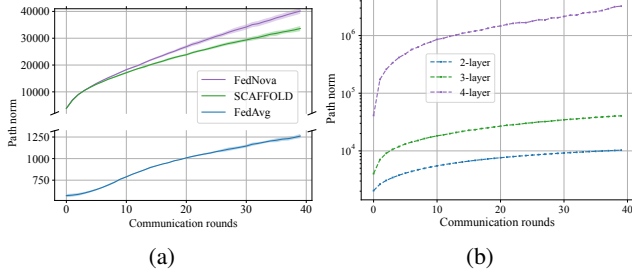 (a)
40000
30000
20000
10000
1250
1000
750
Path norm
FedNova
SCAFFOLD
FedAvg
0 10 20 30 40
Communication rounds
(b)
10^6
10^5
10^4
Path norm
2-layer
3-layer
4-layer
0 10 20 30 40
Communication rounds
(a) (b)